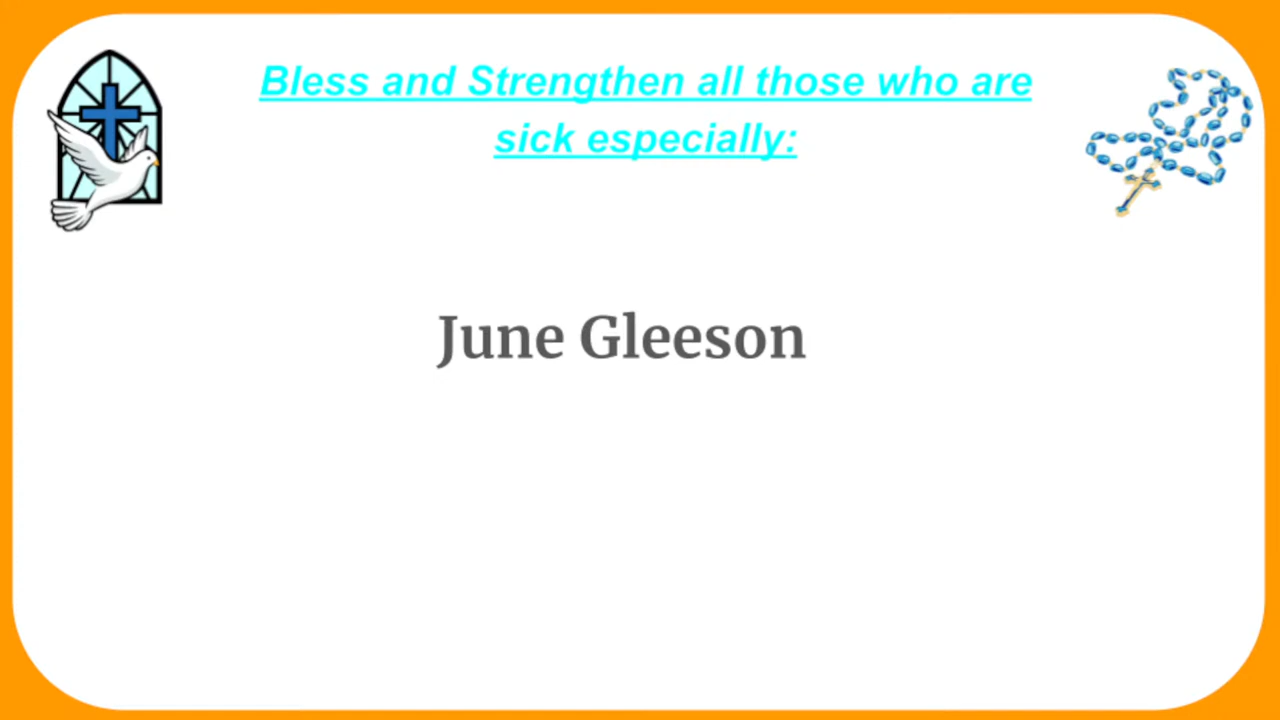 Bless and Strengthen all those who are
sick especially:
June Gleeson